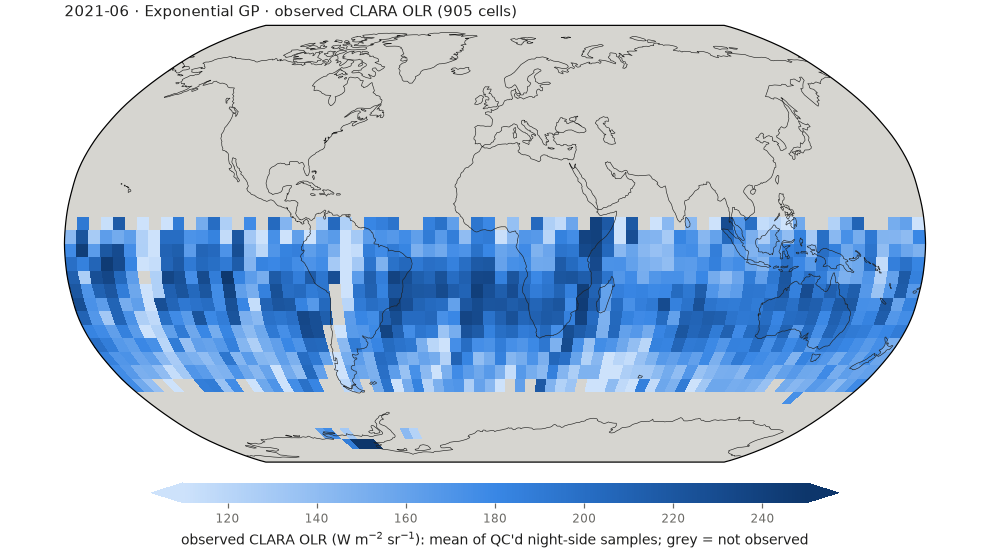 2021-06 · Exponential GP · observed CLARA OLR (905 cells)
120 140 160 180 200 220 240
observed CLARA OLR (W m⁻² sr⁻¹): mean of QC'd night-side samples; grey = not observed